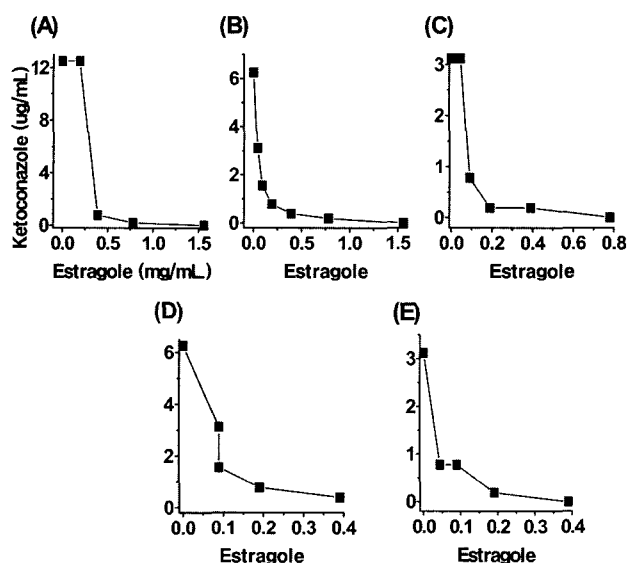 (A)
(B)
(C)
Ketoconazole (ug/mL)
12
8
4
0
0.0 0.5 1.0 1.5
Estragole (mg/mL)
6
4
2
0
0.0 0.5 1.0 1.5
Estragole
3
2
1
0
0.0 0.2 0.4 0.6 0.8
Estragole
(D)
(E)
6
4
2
0
0.0 0.1 0.2 0.3 0.4
Estragole
3
2
1
0
0.0 0.1 0.2 0.3 0.4
Estragole